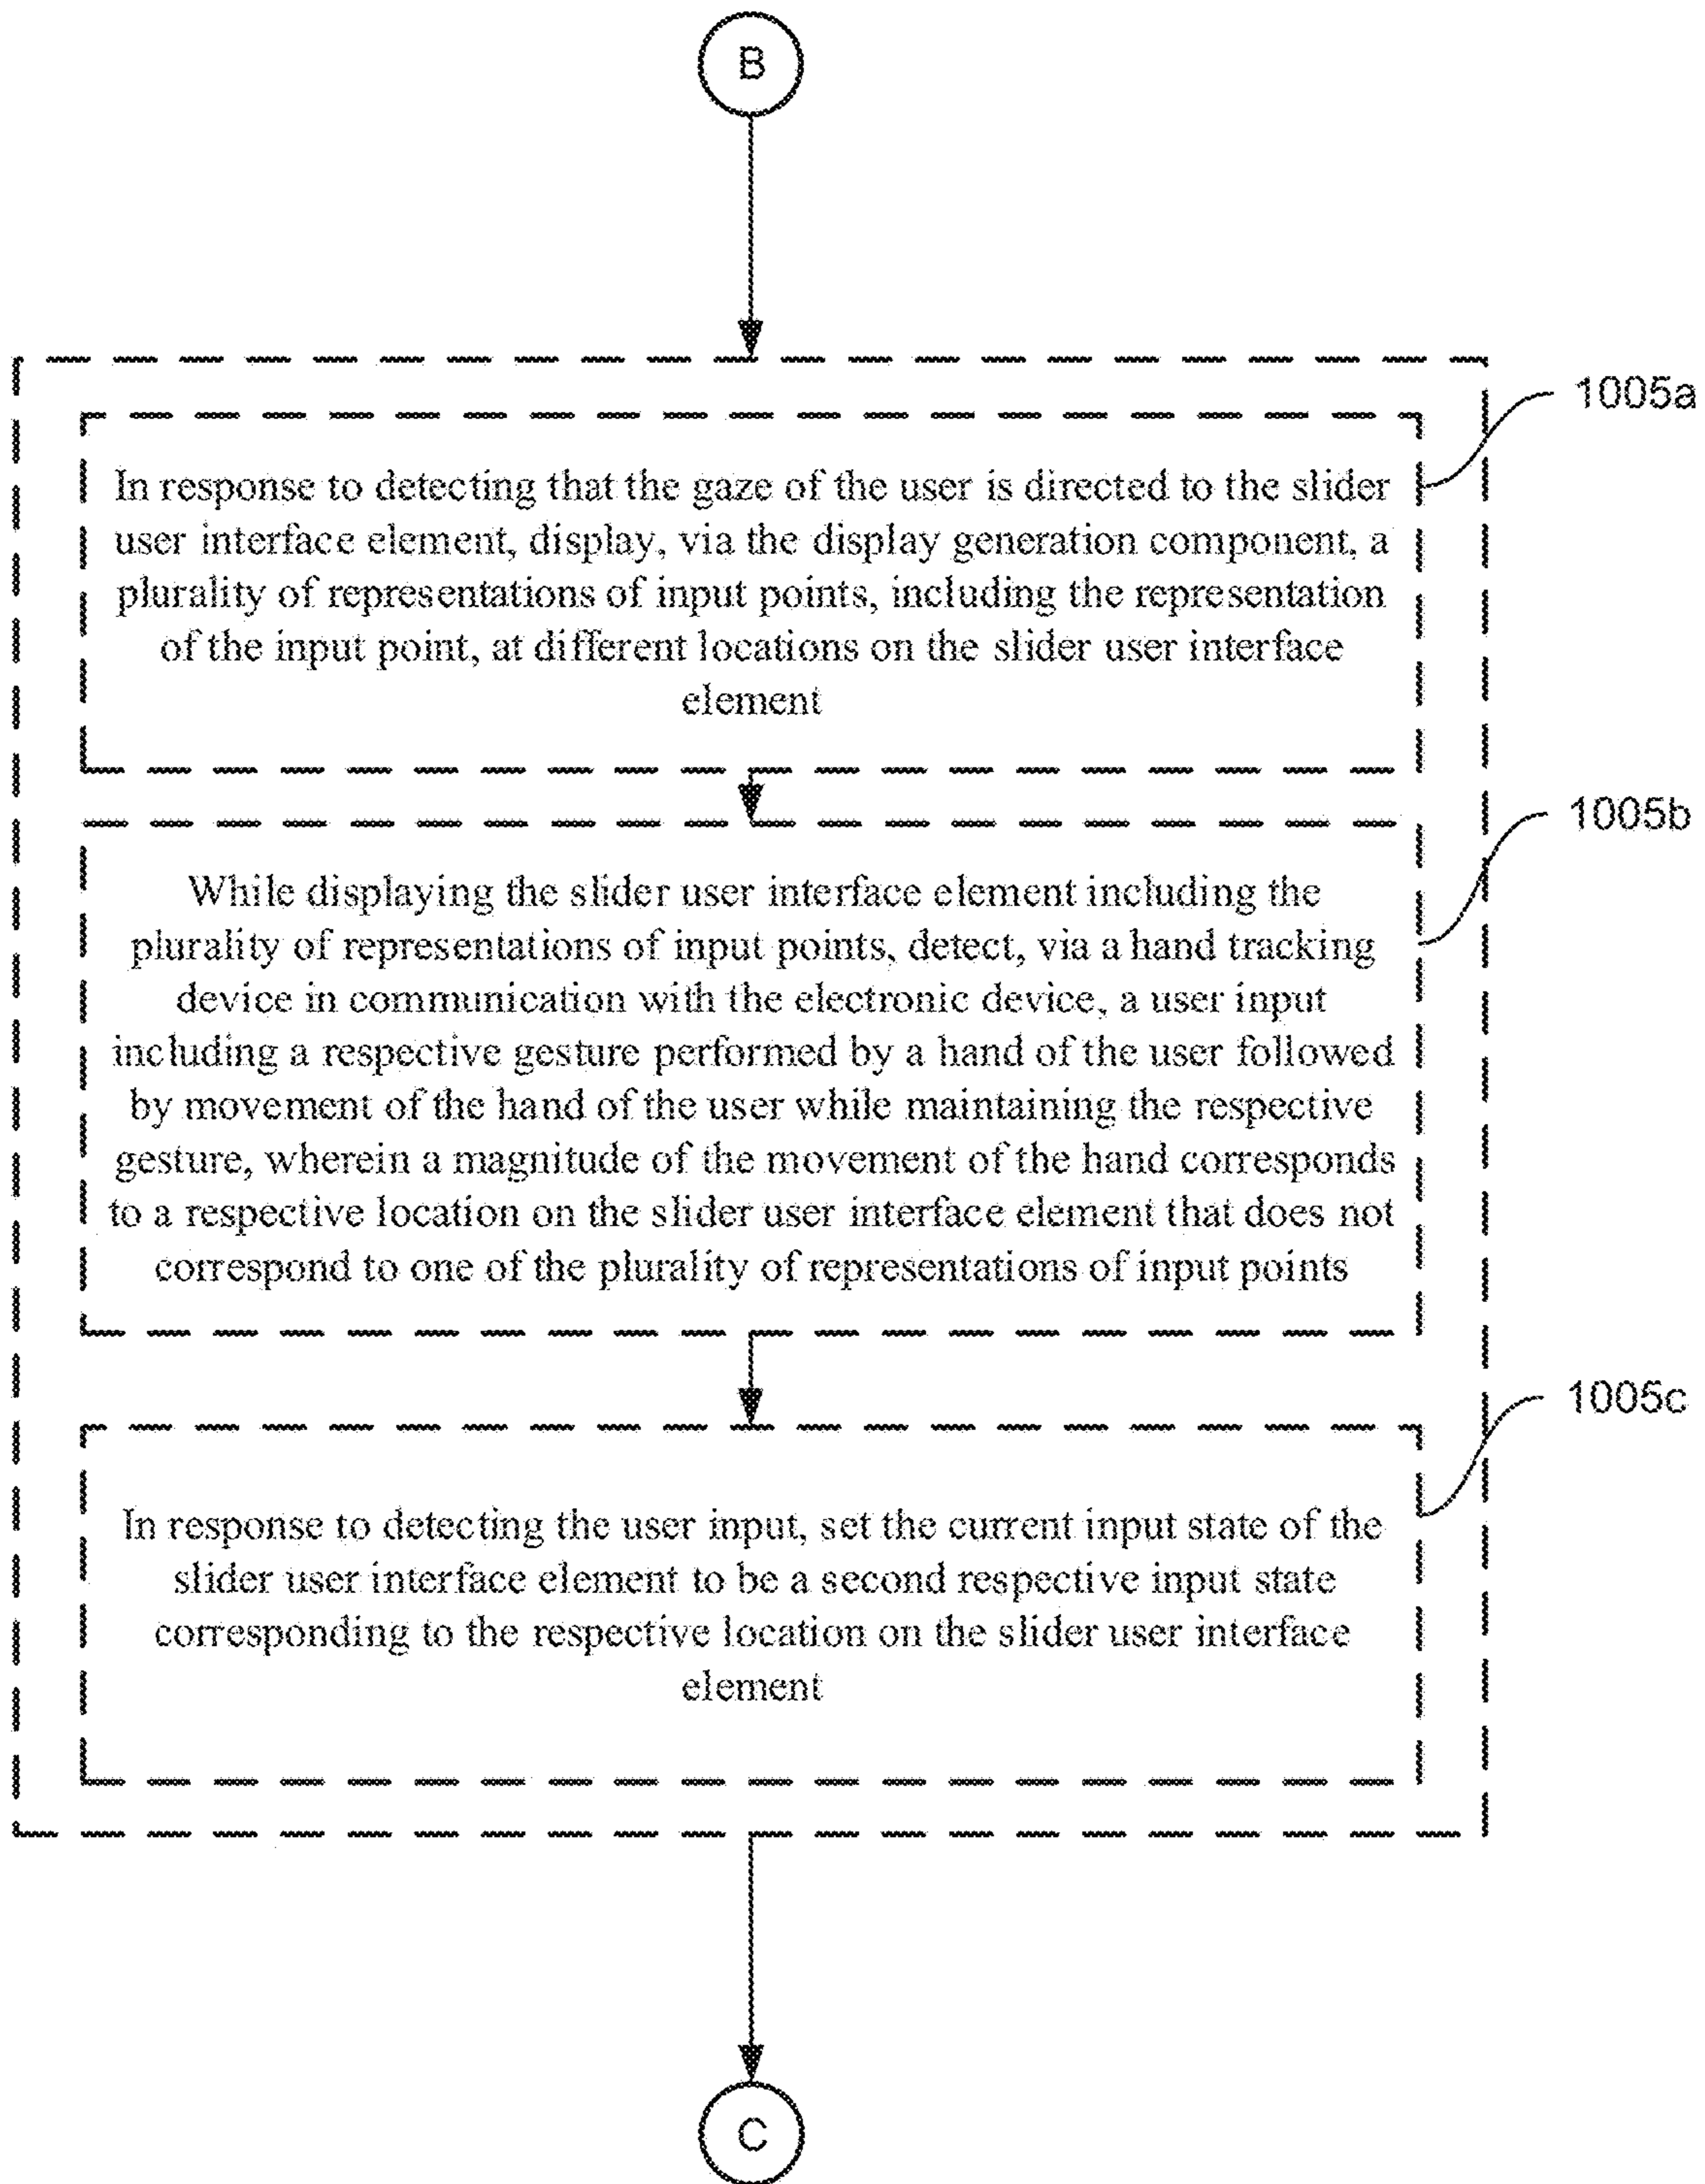 B
1005a
In response to detecting that the gaze of the user is directed to the slider
user interface element, display, via the display generation component, a
plurality of representations of input points, including the representation
of the input point, at different locations on the slider user interface
element
1005b
While displaying the slider user interface element including the
plurality of representations of input points, detect, via a hand tracking
device in communication with the electronic device, a user input
including a respective gesture performed by a hand of the user followed
by movement of the hand of the user while maintaining the respective
gesture, wherein a magnitude of the movement of the hand corresponds
to a respective location on the slider user interface element that does not
correspond to one of the plurality of representations of input points
1005c
In response to detecting the user input, set the current input state of the
slider user interface element to be a second respective input state
corresponding to the respective location on the slider user interface
element
C